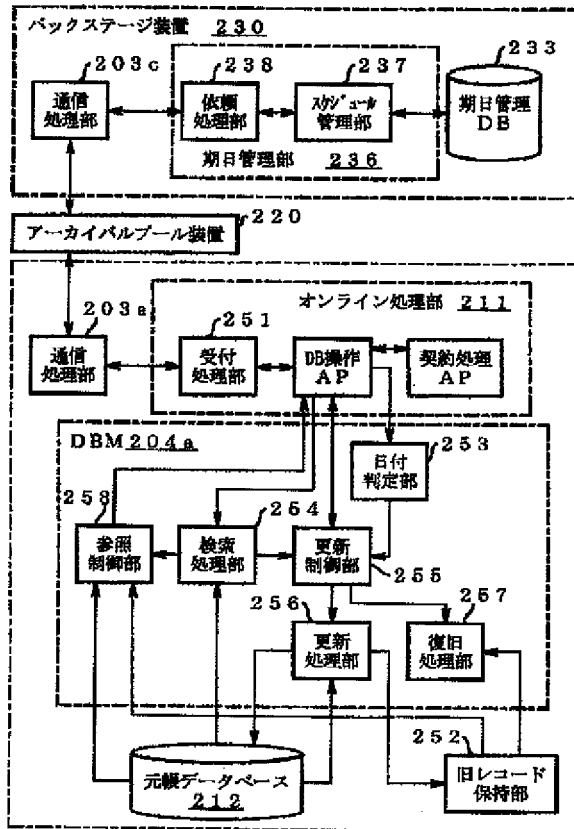 バックステージ装置 230
203c
238
237
233
通信
処理部
依頼
処理部
スケジュール
管理部
期日管理
DB
期日管理部 236
220
アーカイバルプール装置
203a
オンライン処理部 211
251
通信
処理部
受付
処理部
DB操作
AP
契約処理
AP
DBM204a
253
日付
判定部
258
254
参照
制御部
検索
処理部
更新
制御部
255
256
257
更新
処理部
復旧
処理部
252
元帳データベース
212
旧レコード
保持部